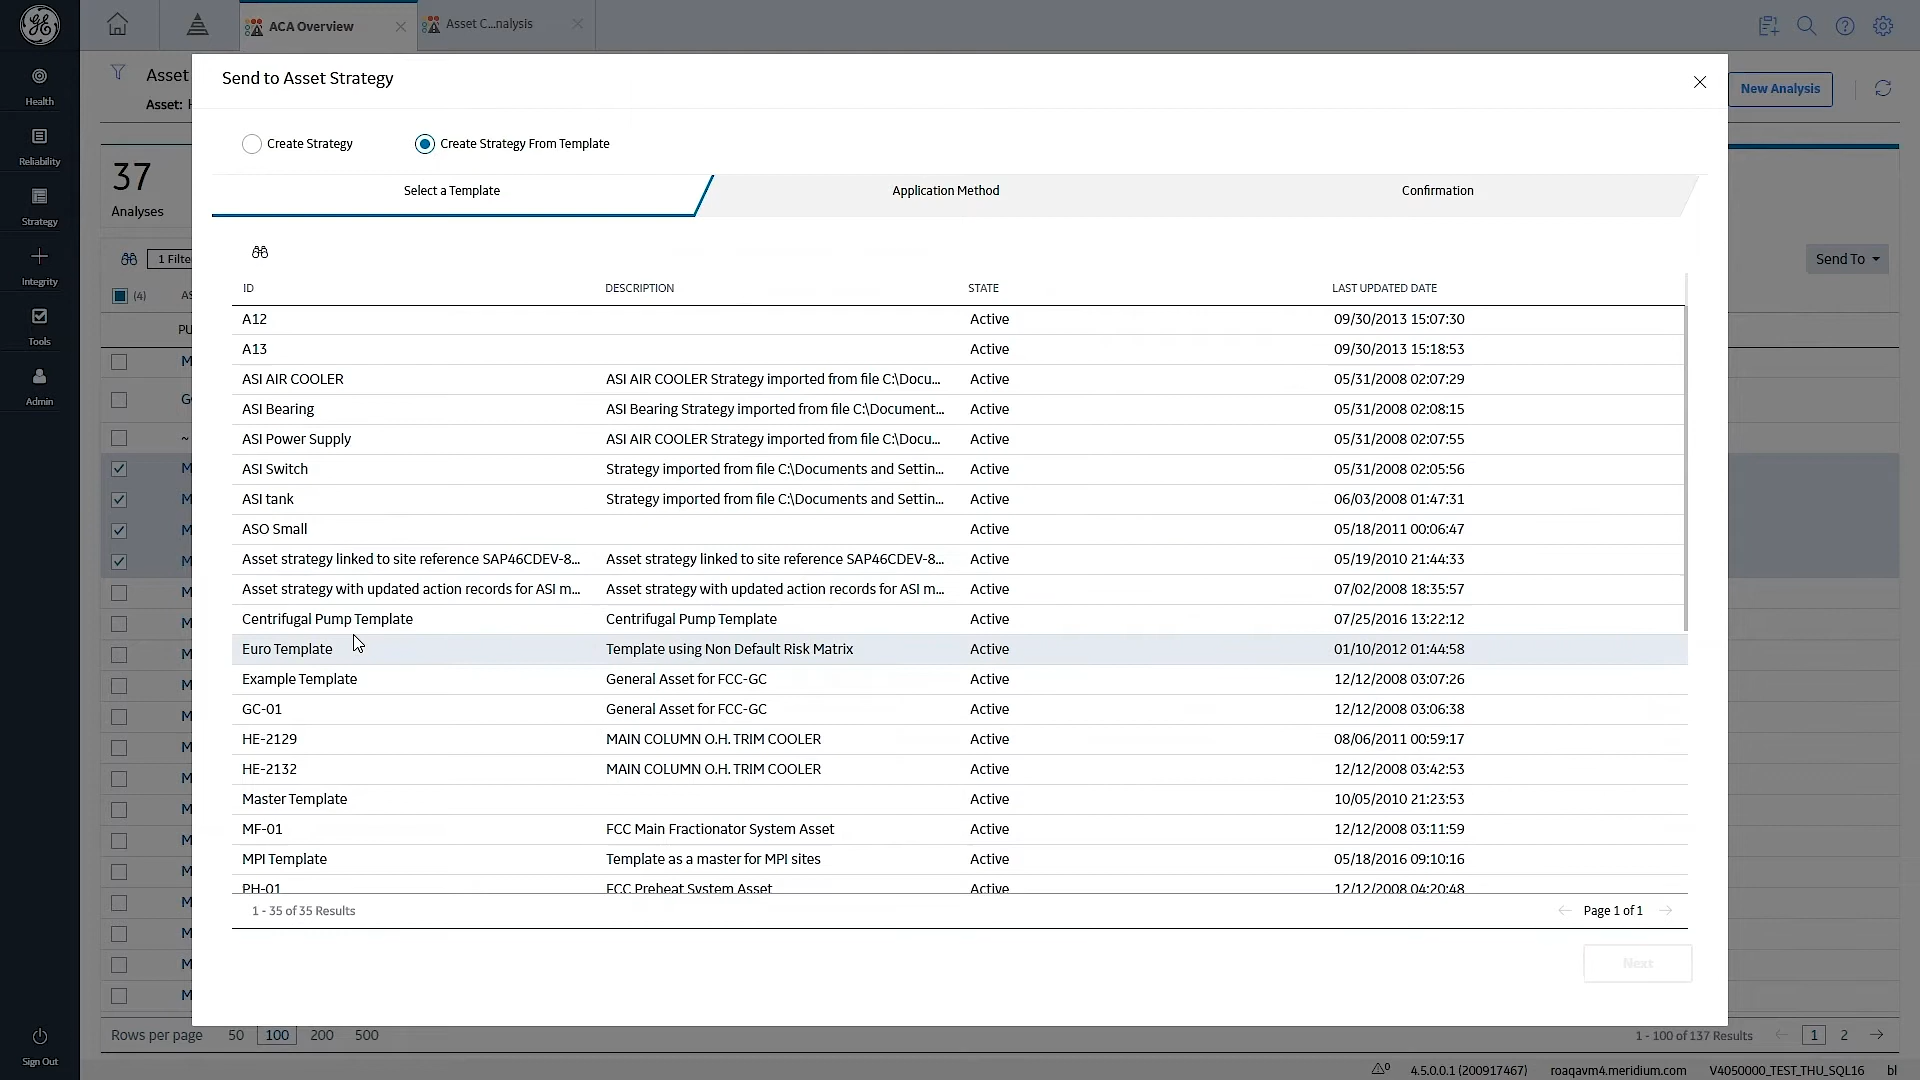 ACA Overview
Asset C...nalysis
Health
Reliability
Strategy
Integrity
Tools
Admin
Sign Out
Asset
Asset:
New Analysis
37
Analyses
1 Filte
Send To
(4)
Send to Asset Strategy
Create Strategy
Create Strategy From Template
Select a Template
Application Method
Confirmation
ID DESCRIPTION STATE LAST UPDATED DATE
A12 Active 09/30/2013 15:07:30
A13 Active 09/30/2013 15:18:53
ASI AIR COOLER ASI AIR COOLER Strategy imported from file C:\Docu... Active 05/31/2008 02:07:29
ASI Bearing ASI Bearing Strategy imported from file C:\Document... Active 05/31/2008 02:08:15
ASI Power Supply ASI AIR COOLER Strategy imported from file C:\Docu... Active 05/31/2008 02:07:55
ASI Switch Strategy imported from file C:\Documents and Settin... Active 05/31/2008 02:05:56
ASI tank Strategy imported from file C:\Documents and Settin... Active 06/03/2008 01:47:31
ASO Small Active 05/18/2011 00:06:47
Asset strategy linked to site reference SAP46CDEV-8... Asset strategy linked to site reference SAP46CDEV-8... Active 05/19/2010 21:44:33
Asset strategy with updated action records for ASI m... Asset strategy with updated action records for ASI m... Active 07/02/2008 18:35:57
Centrifugal Pump Template Centrifugal Pump Template Active 07/25/2016 13:22:12
Euro Template Template using Non Default Risk Matrix Active 01/10/2012 01:44:58
Example Template General Asset for FCC-GC Active 12/12/2008 03:07:26
GC-01 General Asset for FCC-GC Active 12/12/2008 03:06:38
HE-2129 MAIN COLUMN O.H. TRIM COOLER Active 08/06/2011 00:59:17
HE-2132 MAIN COLUMN O.H. TRIM COOLER Active 12/12/2008 03:42:53
Master Template Active 10/05/2010 21:23:53
MF-01 FCC Main Fractionator System Asset Active 12/12/2008 03:11:59
MPI Template Template as a master for MPI sites Active 05/18/2016 09:10:16
PH-01 FCC Preheat System Asset Active 12/12/2008 04:20:48
1 - 35 of 35 Results
Page 1 of 1
Next
Rows per page 50 100 200 500
1 - 100 of 137 Results 1 2
4.5.0.0.1 (200917467) roaqavm4.meridium.com V4050000_TEST_THU_SQL16 bl